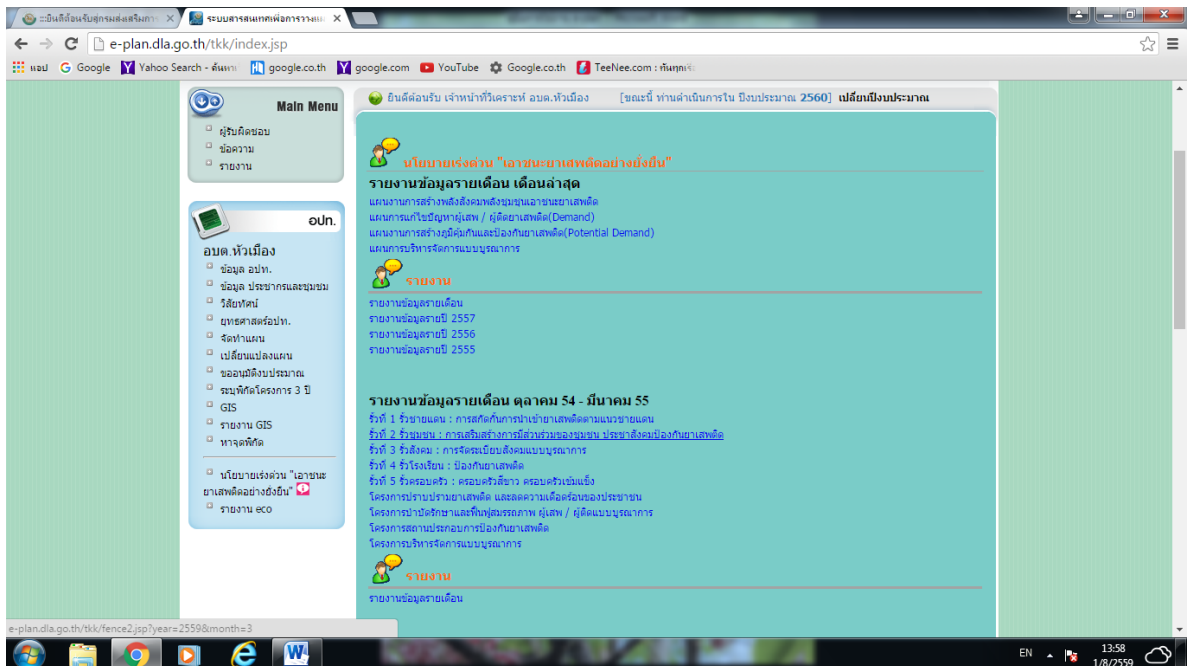 :::ยินดีต้อนรับสู่กรมส่งเสริมกา
ระบบสารสนเทศเพื่อการวางแผ
e-plan.dla.go.th/tkk/index.jsp
แอป Google Yahoo Search - ค้นหา google.co.th google.com YouTube Google.co.th TeeNee.com : ทันทุกเรื่
ยินดีต้อนรับ เจ้าหน้าที่วิเคราะห์ อบต.หัวเมือง [ขณะนี้ ท่านดำเนินการใน ปีงบประมาณ 2560] เปลี่ยนปีงบประมาณ
Main Menu
ผู้รับผิดชอบ
ข้อความ
รายงาน
อปท.
อบต.หัวเมือง
ข้อมูล อปท.
ข้อมูล ประชากรและชุมชน
วิสัยทัศน์
ยุทธศาสตร์อปท.
จัดทำแผน
เปลี่ยนแปลงแผน
ขออนุมัติงบประมาณ
ระบุพิกัดโครงการ 3 ปี
GIS
รายงาน GIS
หาจุดพิกัด
นโยบายเร่งด่วน "เอาชนะ
ยาเสพติดอย่างยั่งยืน"
รายงาน eco
นโยบายเร่งด่วน "เอาชนะยาเสพติดอย่างยั่งยืน"
รายงานข้อมูลรายเดือน เดือนล่าสุด
แผนงานการสร้างพลังสังคมพลังชุมชนเอาชนะยาเสพติด
แผนการแก้ไขปัญหาผู้เสพ / ผู้ติดยาเสพติด(Demand)
แผนงานการสร้างภูมิคุ้มกันและป้องกันยาเสพติด(Potential Demand)
แผนการบริหารจัดการแบบบูรณาการ
รายงาน
รายงานข้อมูลรายเดือน
รายงานข้อมูลรายปี 2557
รายงานข้อมูลรายปี 2556
รายงานข้อมูลรายปี 2555
รายงานข้อมูลรายเดือน ตุลาคม 54 - มีนาคม 55
รั้วที่ 1 รั้วชายแดน : การสกัดกั้นการนำเข้ายาเสพติดตามแนวชายแดน
รั้วที่ 2 รั้วชุมชน : การเสริมสร้างการมีส่วนร่วมของชุมชน ประชาสังคมป้องกันยาเสพติด
รั้วที่ 3 รั้วสังคม : การจัดระเบียบสังคมแบบบูรณาการ
รั้วที่ 4 รั้วโรงเรียน : ป้องกันยาเสพติด
รั้วที่ 5 รั้วครอบครัว : ครอบครัวสีขาว ครอบครัวเข้มแข็ง
โครงการปราบปรามยาเสพติด และลดความเดือดร้อนของประชาชน
โครงการบำบัดรักษาและฟื้นฟูสมรรถภาพ ผู้เสพ / ผู้ติดแบบบูรณาการ
โครงการสถานประกอบการป้องกันยาเสพติด
โครงการบริหารจัดการแบบบูรณาการ
รายงาน
รายงานข้อมูลรายเดือน
e-plan.dla.go.th/tkk/fence2.jsp?year=2559&month=3
EN
13:58
1/8/2559